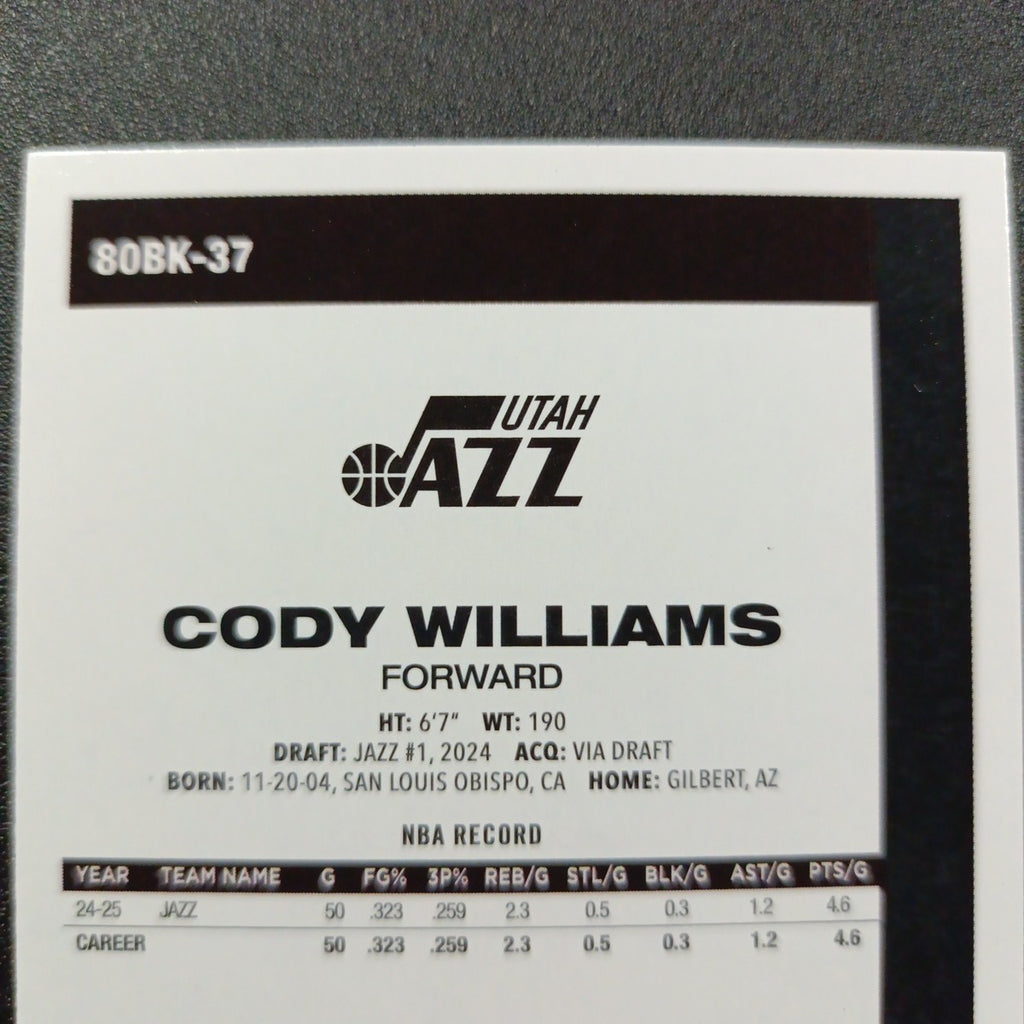 80BK-37
UTAH
JAZZ
CODY WILLIAMS
FORWARD
HT: 6'7" WT: 190
DRAFT: JAZZ #1, 2024 ACQ: VIA DRAFT
BORN: 11-20-04, SAN LOUIS OBISPO, CA HOME: GILBERT, AZ
NBA RECORD
YEAR TEAM NAME G FG% 3P% REB/G STL/G BLK/G AST/G PTS/G
24-25 JAZZ 50 .323 .259 2.3 0.5 0.3 1.2 4.6
CAREER 50 .323 .259 2.3 0.5 0.3 1.2 4.6